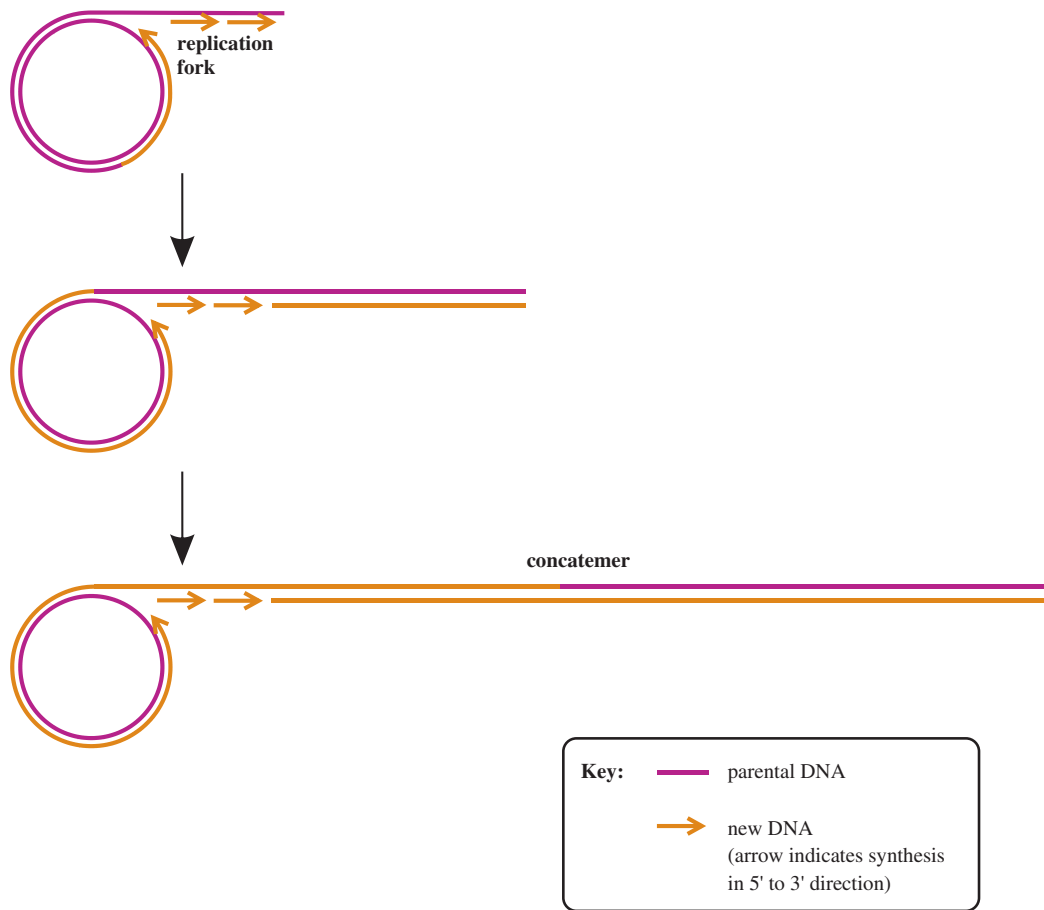 replication
fork
concatemer
Key:
parental DNA
new DNA
(arrow indicates synthesis
in 5' to 3' direction)